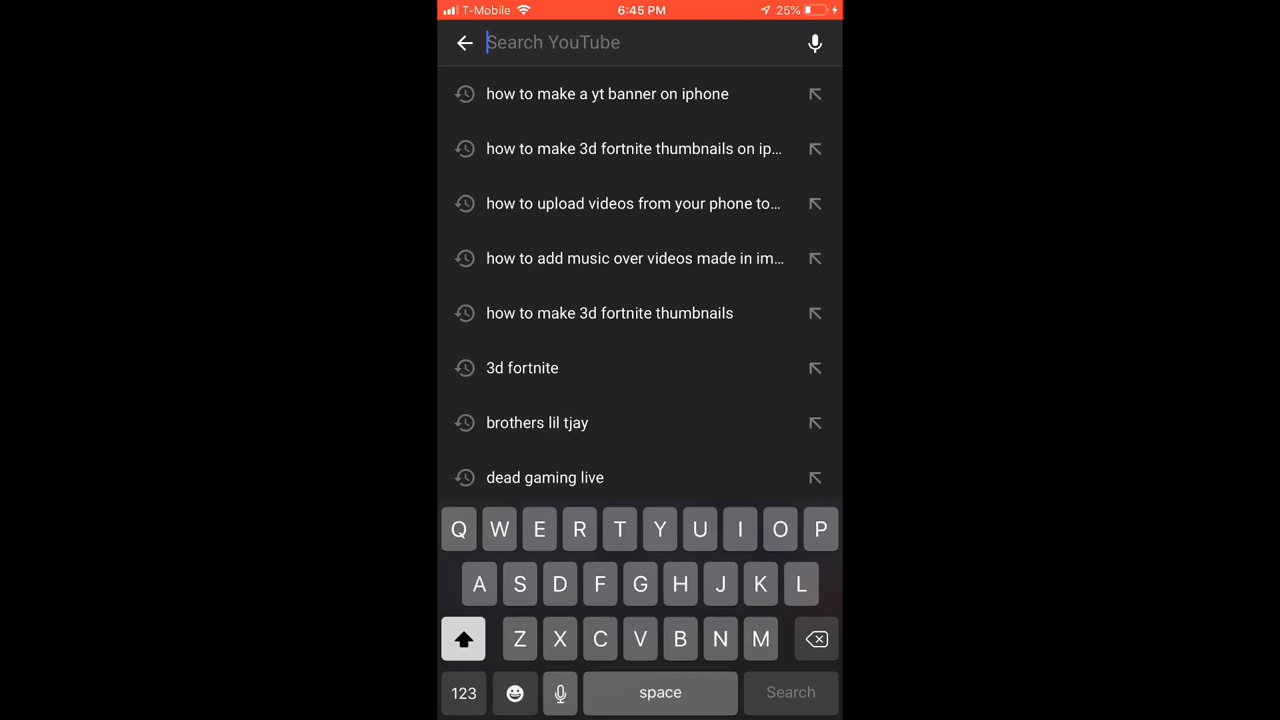 T-Mobile 6:45 PM 25%
Search YouTube
how to make a yt banner on iphone
how to make 3d fortnite thumbnails on ip...
how to upload videos from your phone to...
how to add music over videos made in im...
how to make 3d fortnite thumbnails
3d fortnite
brothers lil tjay
dead gaming live
Q W E R T Y U I O P
A S D F G H J K L
Z X C V B N M
123 space Search